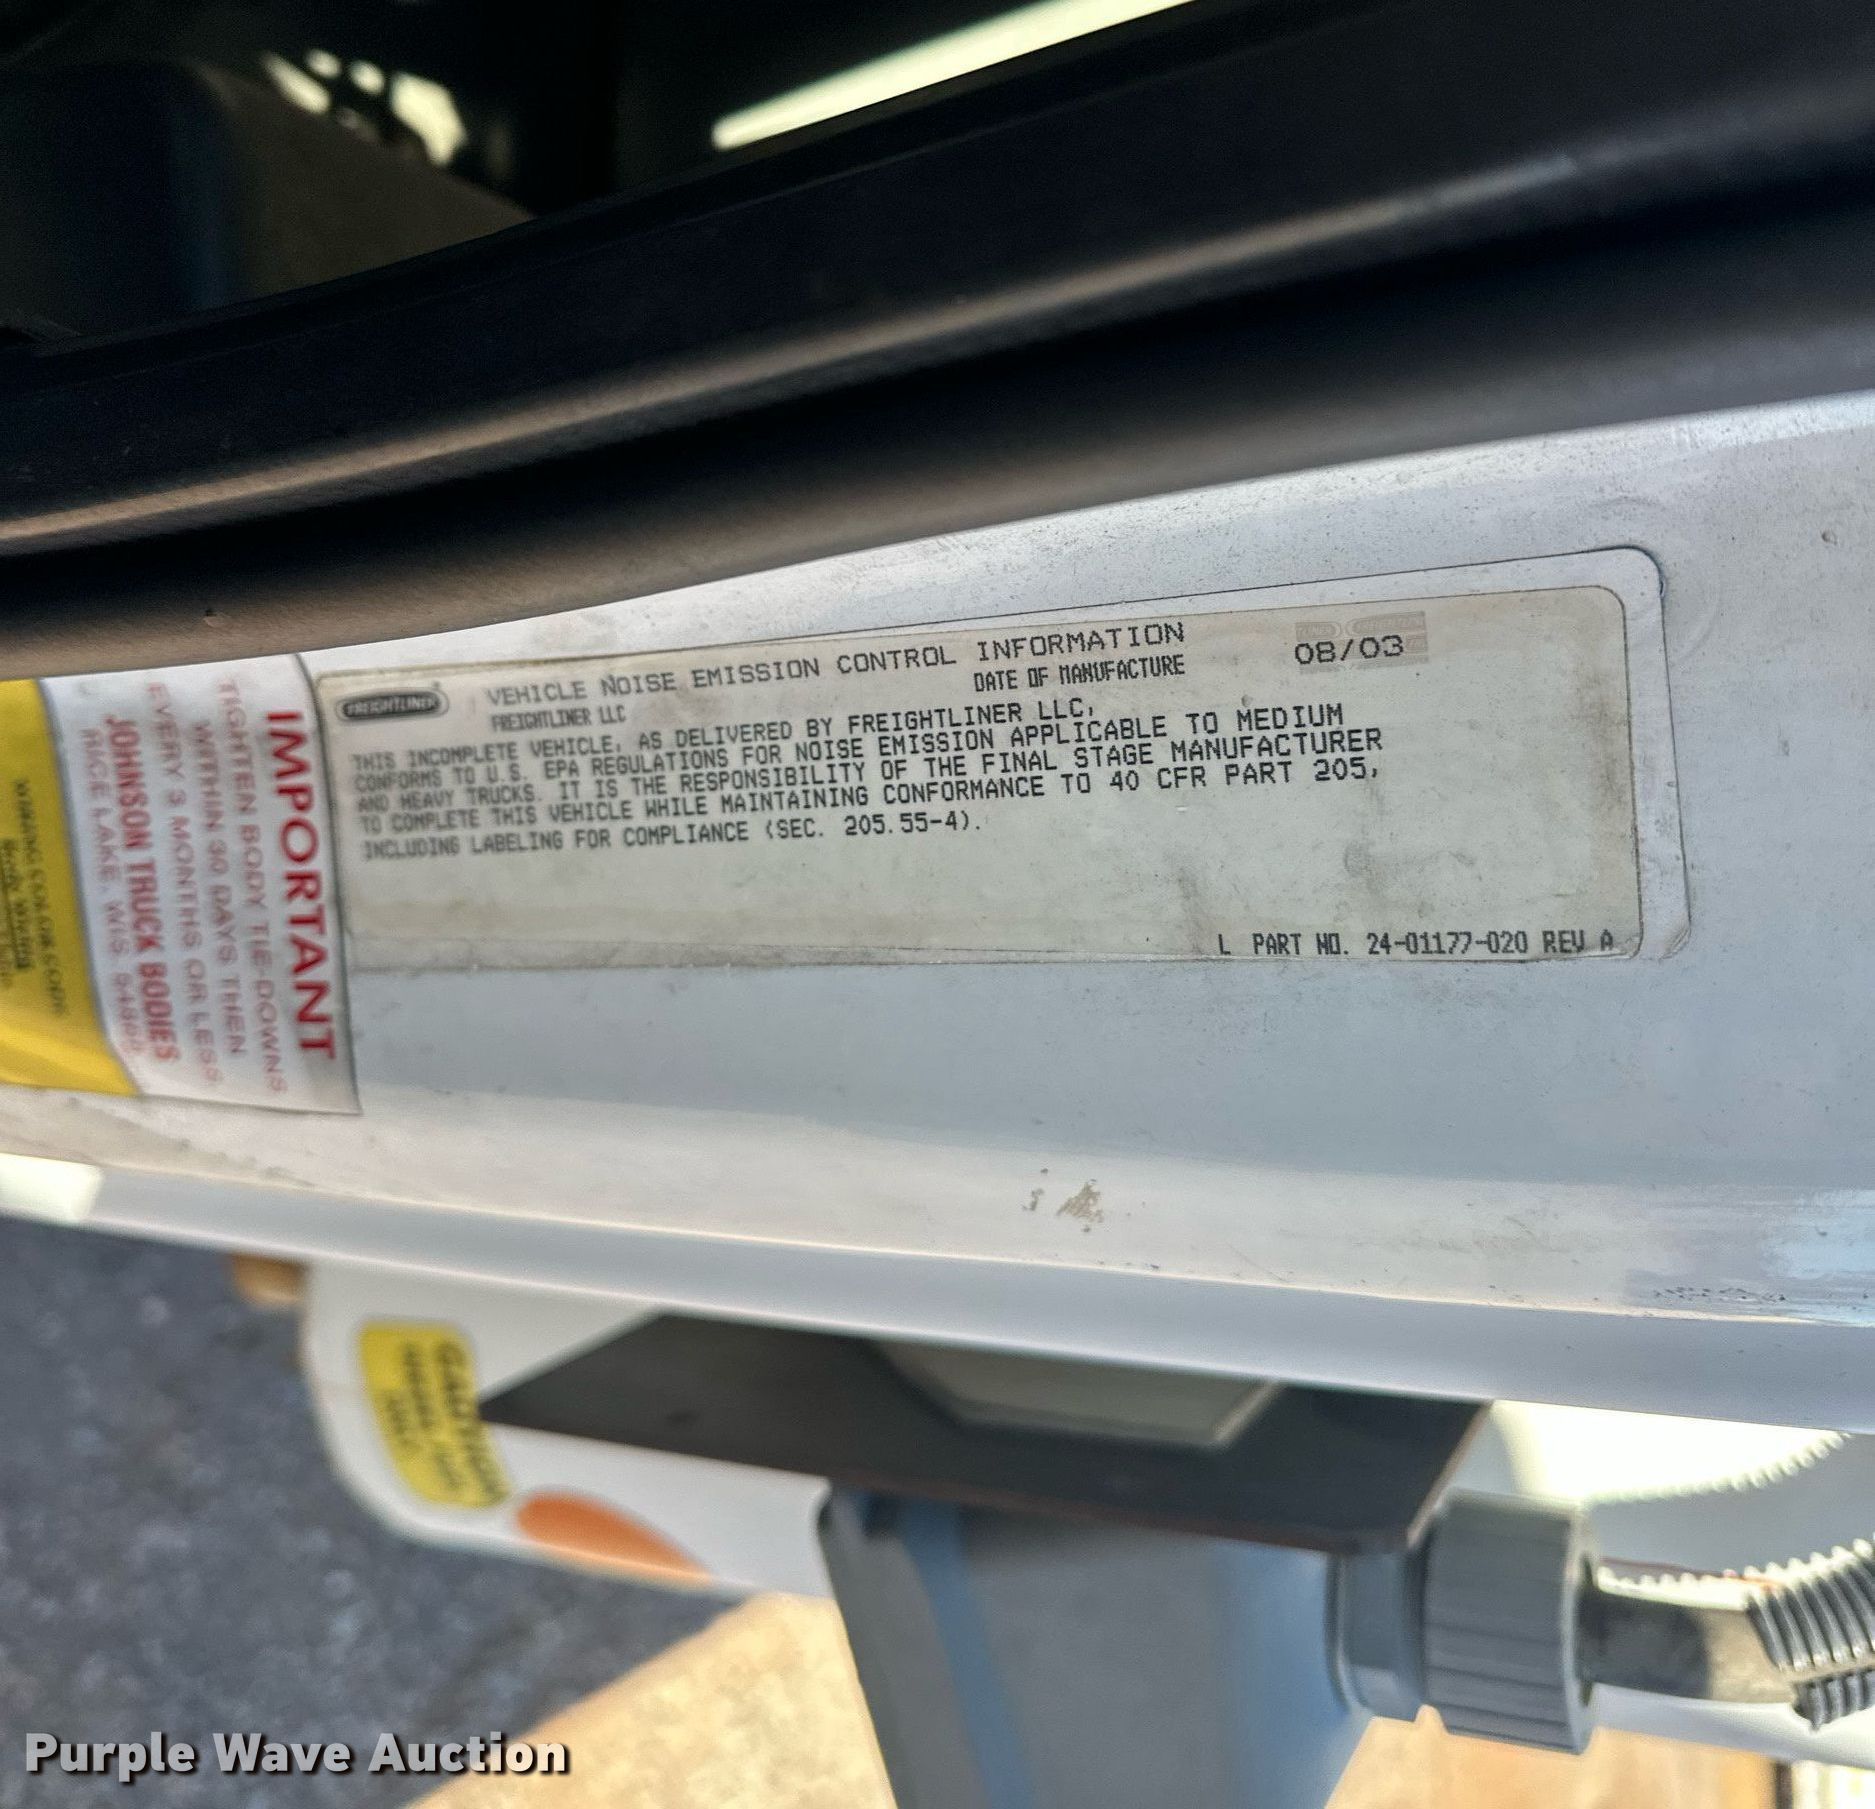 FREIGHTLINER
VEHICLE NOISE EMISSION CONTROL INFORMATION
FREIGHTLINER LLC
DATE OF MANUFACTURE
08/03
THIS INCOMPLETE VEHICLE, AS DELIVERED BY FREIGHTLINER LLC,
CONFORMS TO U.S. EPA REGULATIONS FOR NOISE EMISSION APPLICABLE TO MEDIUM
AND HEAVY TRUCKS. IT IS THE RESPONSIBILITY OF THE FINAL STAGE MANUFACTURER
TO COMPLETE THIS VEHICLE WHILE MAINTAINING CONFORMANCE TO 40 CFR PART 205,
INCLUDING LABELING FOR COMPLIANCE (SEC. 205.55-4).
L PART NO. 24-01177-020 REV A
IMPORTANT
TIGHTEN BODY TIE-DOWNS
WITHIN 30 DAYS THEN
EVERY 3 MONTHS OR LESS
JOHNSON TRUCK BODIES
RICE LAKE, WIS.
WIRING COLOR CODE
CAUTION
Purple Wave Auction